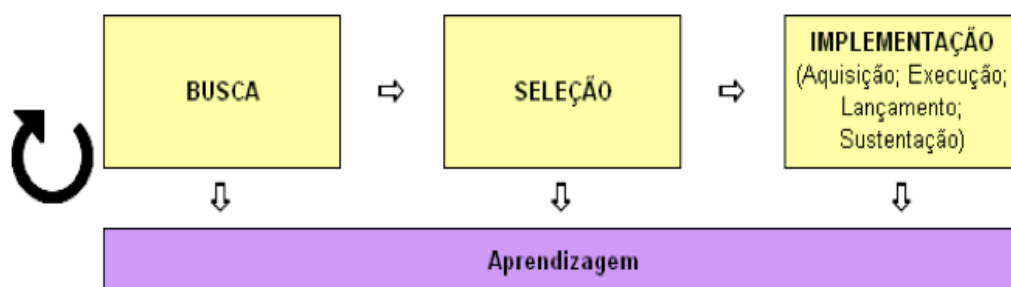 BUSCA
SELEÇÃO
IMPLEMENTAÇÃO
(Aquisição; Execução;
Lançamento;
Sustentação)
Aprendizagem